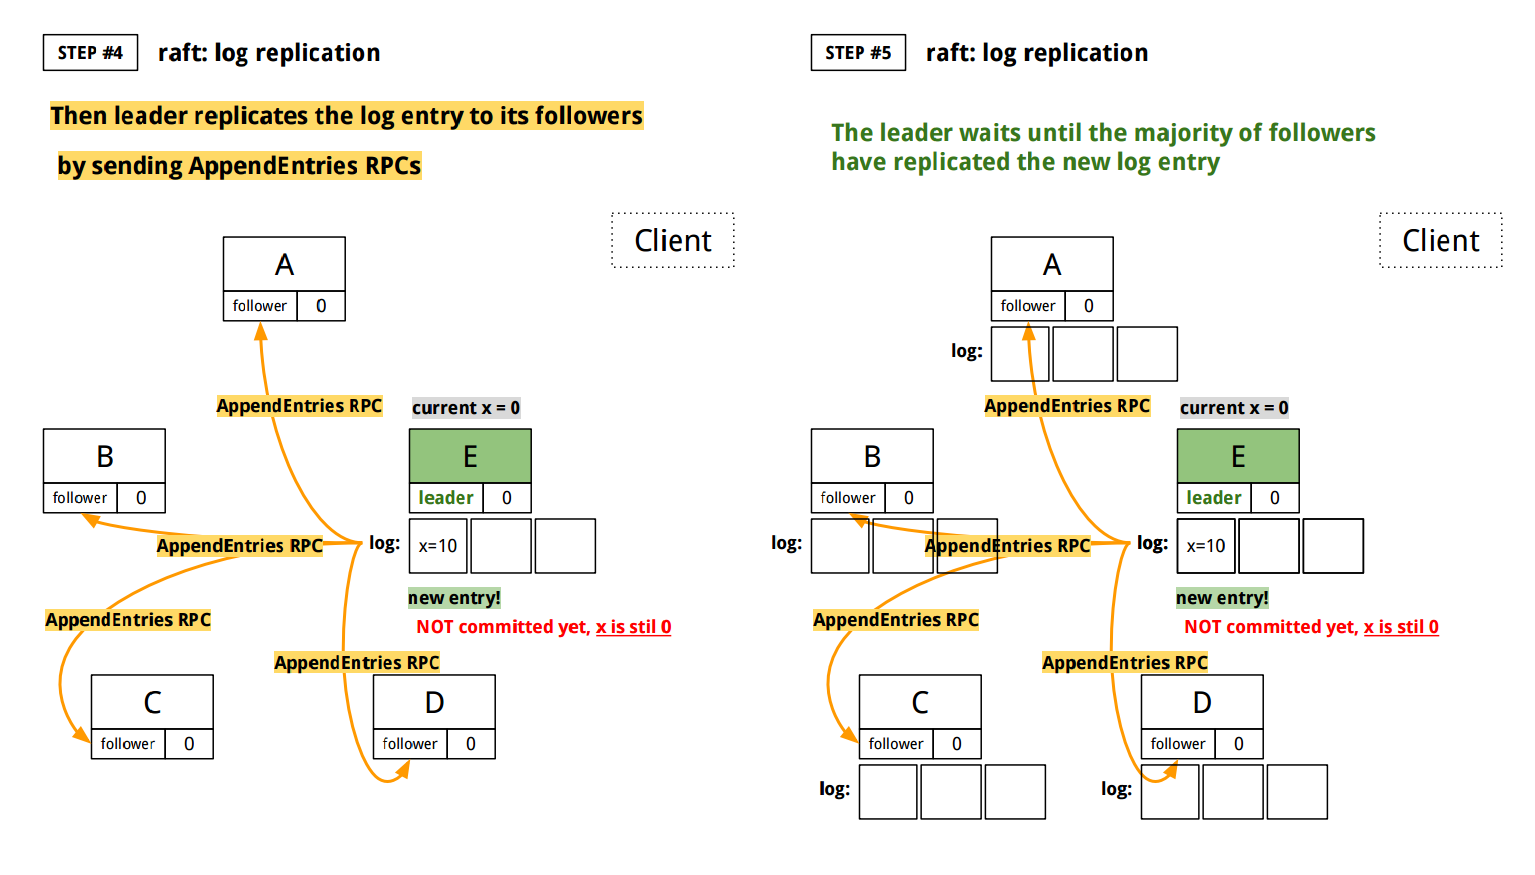 STEP #4
raft: log replication
Then leader replicates the log entry to its followers
by sending AppendEntries RPCs
Client
A
follower
0
AppendEntries RPC
current x = 0
B
follower
0
E
leader
0
AppendEntries RPC
log:
x=10
new entry!
AppendEntries RPC
NOT committed yet, x is stil 0
AppendEntries RPC
C
follower
0
D
follower
0
STEP #5
raft: log replication
The leader waits until the majority of followers
have replicated the new log entry
Client
A
follower
0
log:
AppendEntries RPC
current x = 0
B
follower
0
E
leader
0
log:
AppendEntries RPC
log:
x=10
new entry!
AppendEntries RPC
NOT committed yet, x is stil 0
AppendEntries RPC
C
follower
0
D
follower
0
log:
log: